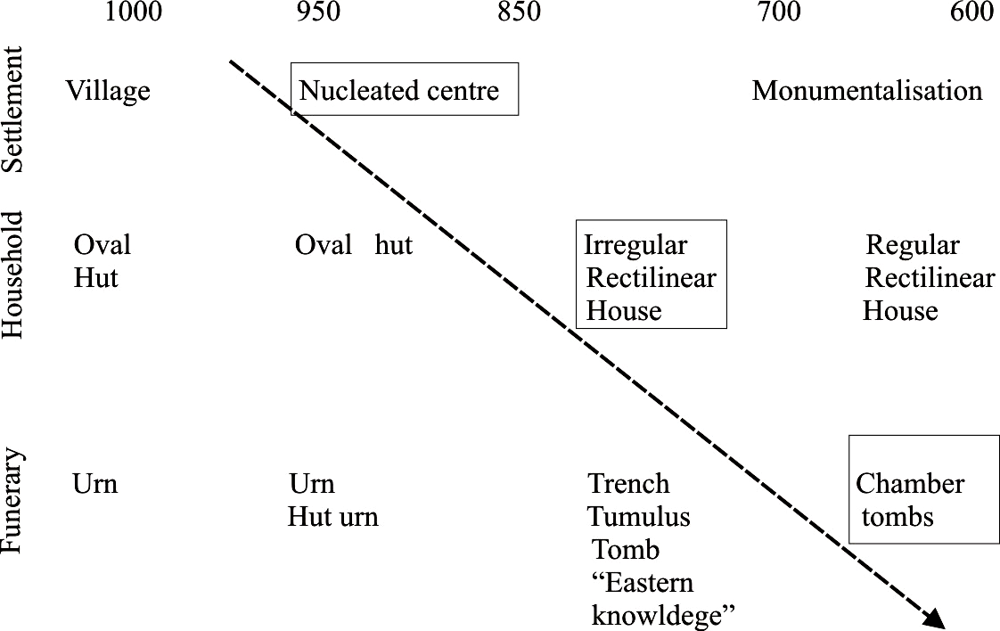 1000 950 850 700 600
Settlement
Village Nucleated centre Monumentalisation
Household
Oval Oval hut Irregular Regular
Hut Rectilinear Rectilinear
House House
Funerary
Urn Urn Trench Chamber
Hut urn Tumulus tombs
Tomb
“Eastern
knowldege”